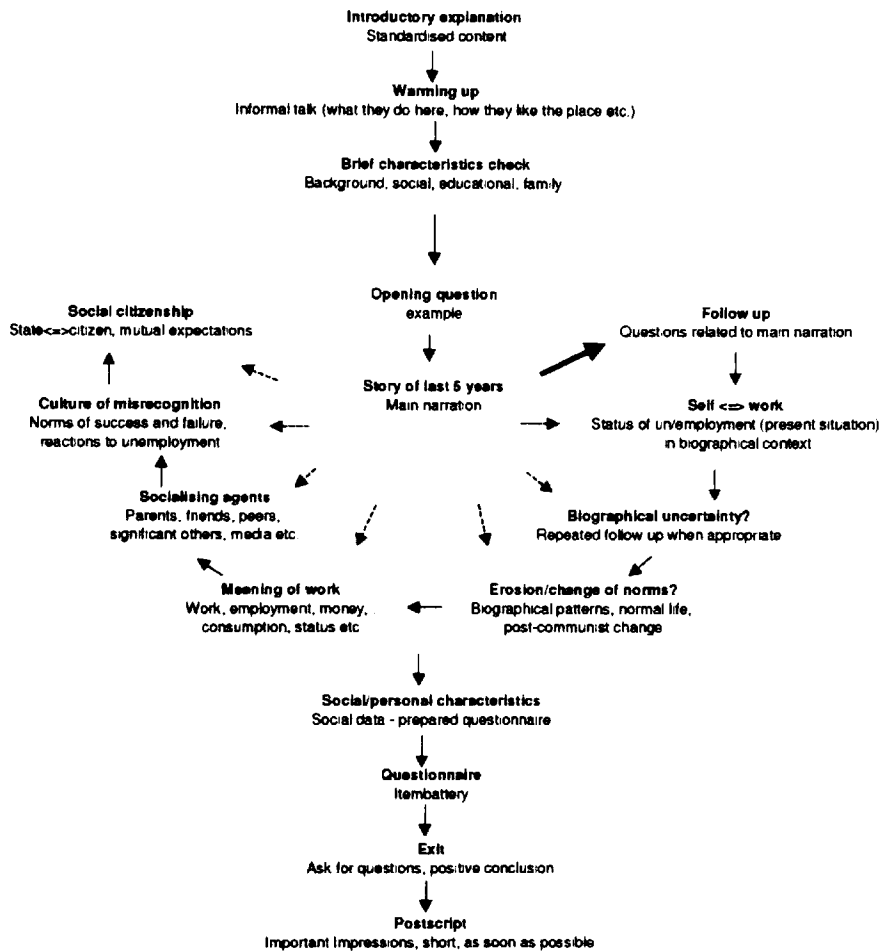 Introductory explanation
Standardised content
Warming up
Informal talk (what they do here, how they like the place etc.)
Brief characteristics check
Background, social, educational, family
Opening question
example
Social citizenship
State<=>citizen, mutual expectations
Follow up
Questions related to main narration
Story of last 5 years
Main narration
Culture of misrecognition
Norms of success and failure,
reactions to unemployment
Self <=> work
Status of un/employment (present situation)
in biographical context
Socialising agents
Parents, friends, peers,
significant others, media etc.
Biographical uncertainty?
Repeated follow up when appropriate
Meaning of work
Work, employment, money,
consumption, status etc
Erosion/change of norms?
Biographical patterns, normal life,
post-communist change
Social/personal characteristics
Social data - prepared questionnaire
Questionnaire
Itembattery
Exit
Ask for questions, positive conclusion
Postscript
Important Impressions, short, as soon as possible